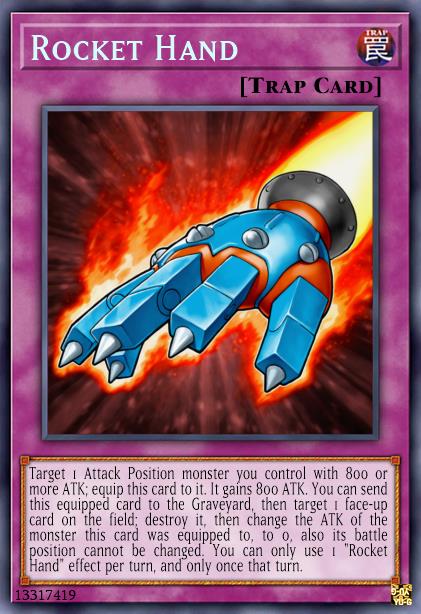 ROCKET HAND
TRAP
罠
[TRAP CARD]
Target 1 Attack Position monster you control with 800 or
more ATK; equip this card to it. It gains 800 ATK. You can send
this equipped card to the Graveyard, then target 1 face-up
card on the field; destroy it, then change the ATK of the
monster this card was equipped to, to 0, also its battle
position cannot be changed. You can only use 1 "Rocket
Hand" effect per turn, and only once that turn.
13317419